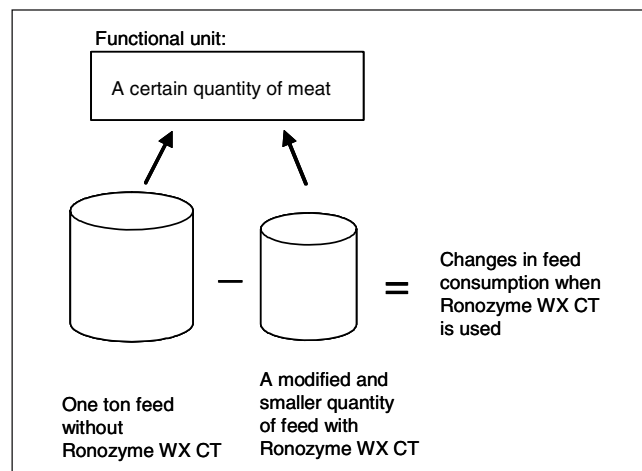 Functional unit:
A certain quantity of meat
–
=
Changes in feed
consumption when
Ronozyme WX CT
is used
One ton feed
without
Ronozyme WX CT
A modified and
smaller quantity
of feed with
Ronozyme WX CT